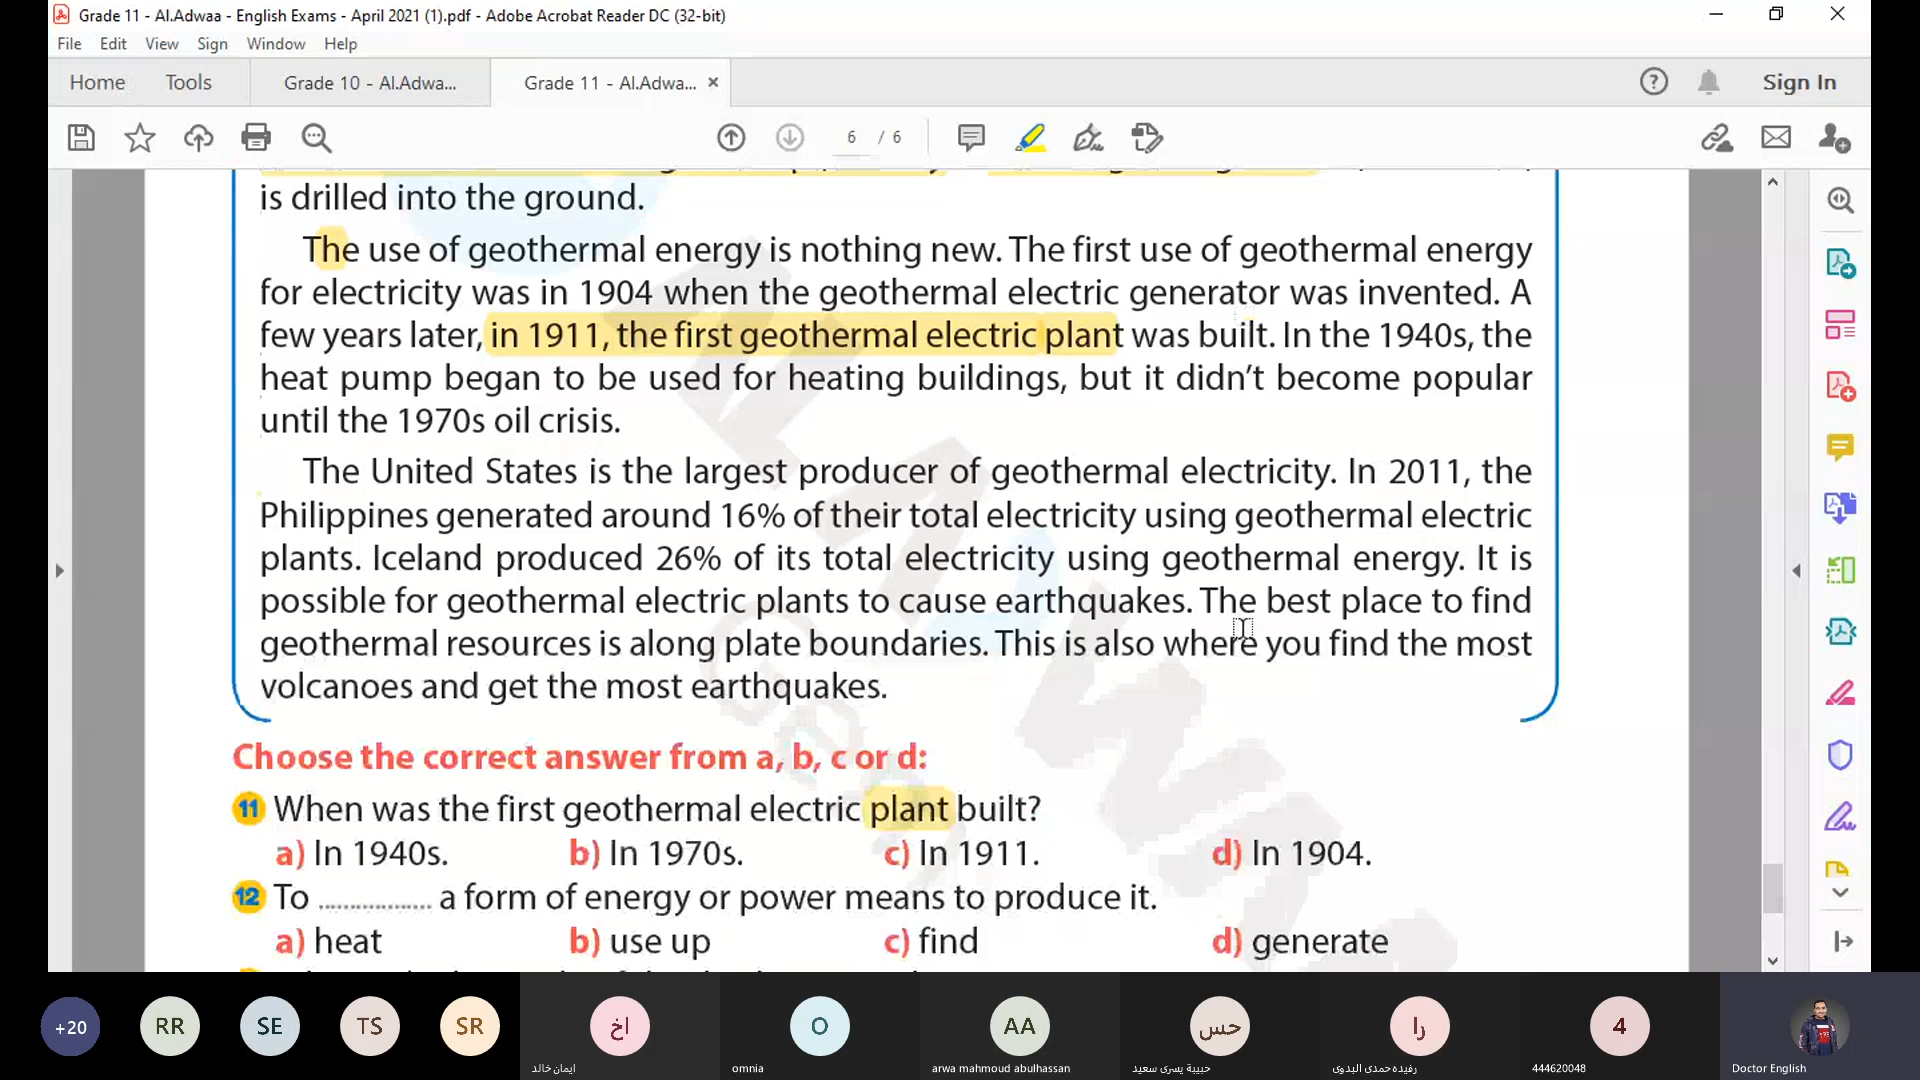 Grade 11 - Al.Adwaa - English Exams - April 2021 (1).pdf - Adobe Acrobat Reader DC (32-bit)
File Edit View Sign Window Help
Home Tools Grade 10 - Al.Adwa... Grade 11 - Al.Adwa... ×
Sign In
6 / 6
is drilled into the ground.
The use of geothermal energy is nothing new. The first use of geothermal energy
for electricity was in 1904 when the geothermal electric generator was invented. A
few years later, in 1911, the first geothermal electric plant was built. In the 1940s, the
heat pump began to be used for heating buildings, but it didn't become popular
until the 1970s oil crisis.
The United States is the largest producer of geothermal electricity. In 2011, the
Philippines generated around 16% of their total electricity using geothermal electric
plants. Iceland produced 26% of its total electricity using geothermal energy. It is
possible for geothermal electric plants to cause earthquakes. The best place to find
geothermal resources is along plate boundaries. This is also where you find the most
volcanoes and get the most earthquakes.
Choose the correct answer from a, b, c or d:
11 When was the first geothermal electric plant built?
a) In 1940s. b) In 1970s. c) In 1911. d) In 1904.
12 To ................. a form of energy or power means to produce it.
a) heat b) use up c) find d) generate
+20 RR SE TS SR اخ O AA حس را 4
ايمان خالد omnia arwa mahmoud abulhassan حبيبة يسرى سعيد رفيده حمدى البدوى 444620048 Doctor English